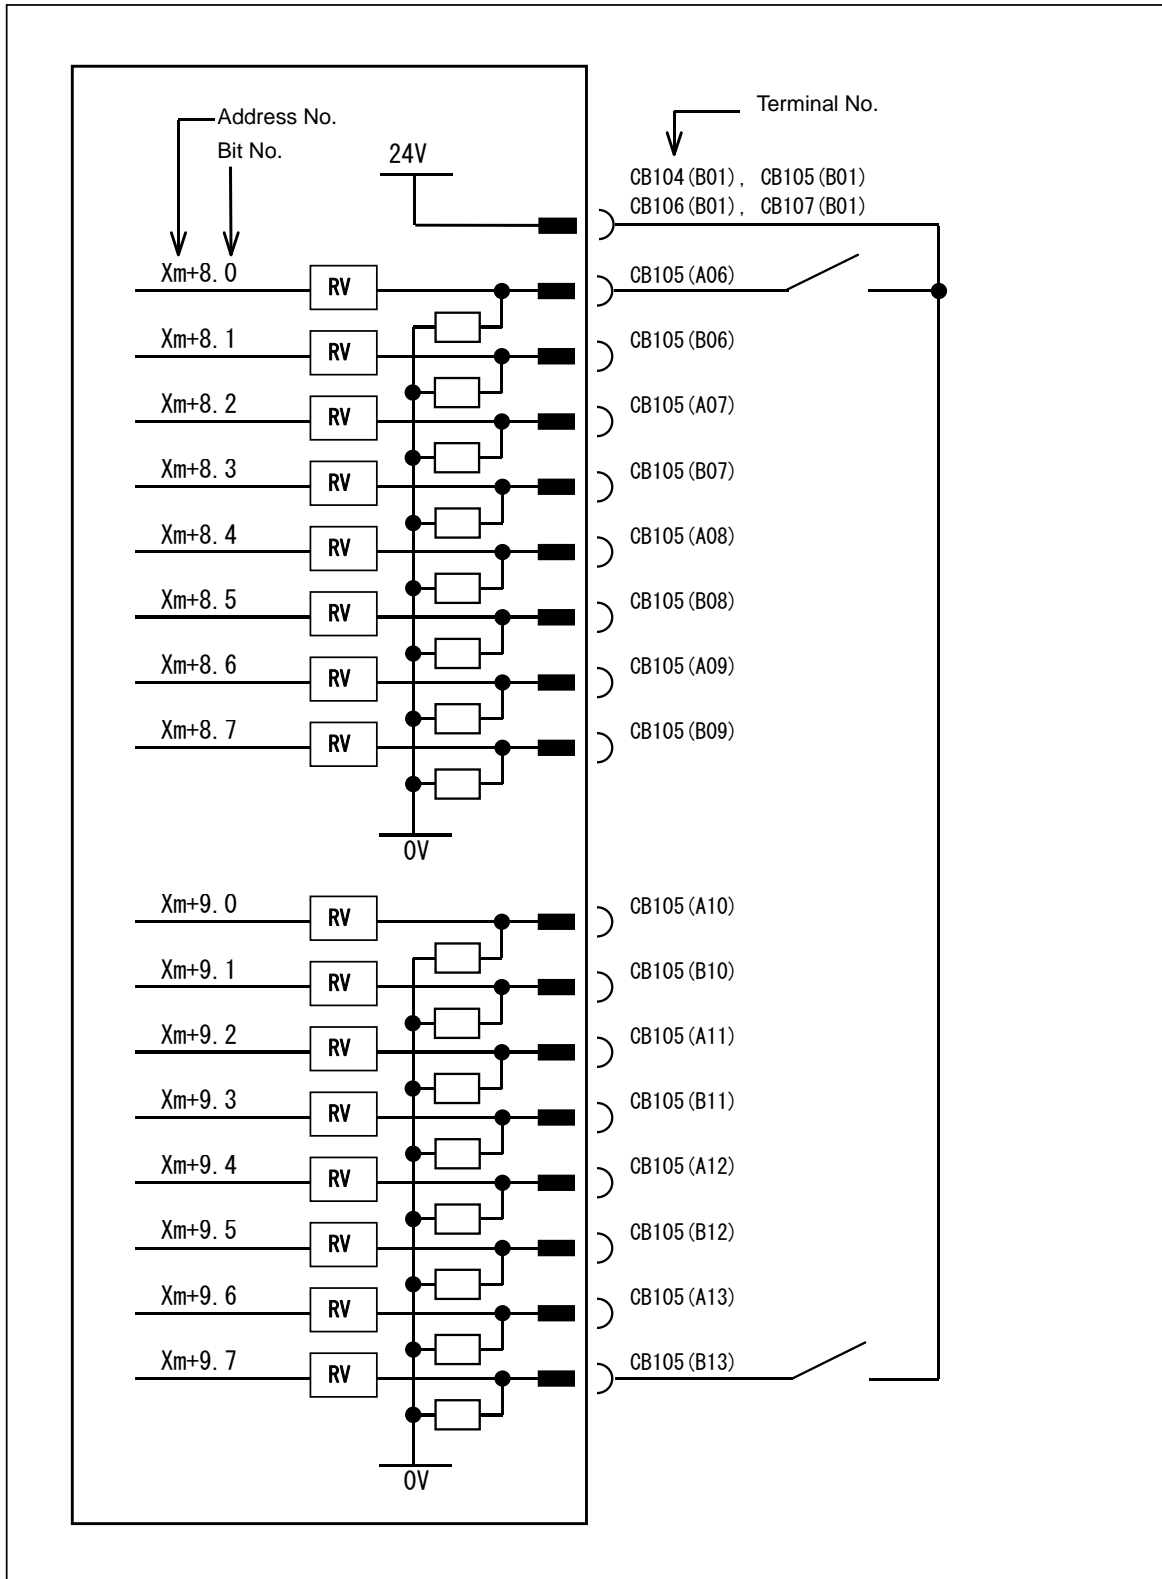 Terminal No.
Address No.
Bit No.
24V
CB104(B01), CB105(B01)
CB106(B01), CB107(B01)
Xm+8.0 RV CB105(A06)
Xm+8.1 RV CB105(B06)
Xm+8.2 RV CB105(A07)
Xm+8.3 RV CB105(B07)
Xm+8.4 RV CB105(A08)
Xm+8.5 RV CB105(B08)
Xm+8.6 RV CB105(A09)
Xm+8.7 RV CB105(B09)
0V
Xm+9.0 RV CB105(A10)
Xm+9.1 RV CB105(B10)
Xm+9.2 RV CB105(A11)
Xm+9.3 RV CB105(B11)
Xm+9.4 RV CB105(A12)
Xm+9.5 RV CB105(B12)
Xm+9.6 RV CB105(A13)
Xm+9.7 RV CB105(B13)
0V